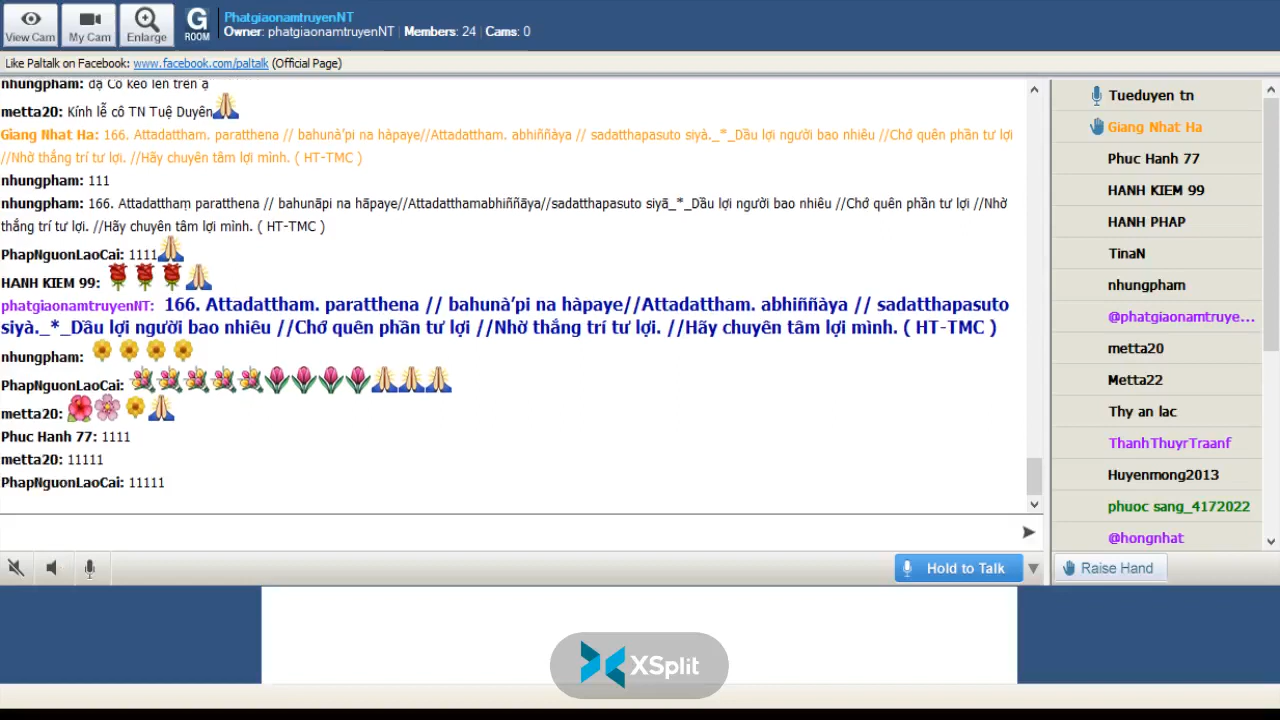 View Cam
My Cam
Enlarge
G
ROOM
PhatgiaonamtruyenNT
Owner: phatgiaonamtruyenNT | Members: 24 | Cams: 0
Like Paltalk on Facebook: www.facebook.com/paltalk (Official Page)
nhungpham: dạ Cô kéo lên trên ạ
metta20: Kính lễ cô TN Tuệ Duyên
Giang Nhat Ha: 166. Attadattham. paratthena // bahunà’pi na hàpaye//Attadattham. abhiññàya // sadatthapasuto siyà._*_Dầu lợi người bao nhiêu //Chớ quên phần tư lợi
//Nhờ thắng trí tư lợi. //Hãy chuyên tâm lợi mình. ( HT-TMC )
nhungpham: 111
nhungpham: 166. Attadatthaṃ paratthena // bahunāpi na hāpaye//Attadatthamabhiññāya//sadatthapasuto siyā_*_Dầu lợi người bao nhiêu //Chớ quên phần tư lợi //Nhờ
thắng trí tư lợi. //Hãy chuyên tâm lợi mình. ( HT-TMC )
PhapNguonLaoCai: 1111
HANH KIEM 99:
phatgiaonamtruyenNT: 166. Attadattham. paratthena // bahunà’pi na hàpaye//Attadattham. abhiññàya // sadatthapasuto
siyà._*_Dầu lợi người bao nhiêu //Chớ quên phần tư lợi //Nhờ thắng trí tư lợi. //Hãy chuyên tâm lợi mình. ( HT-TMC )
nhungpham:
PhapNguonLaoCai:
metta20:
Phuc Hanh 77: 1111
metta20: 11111
PhapNguonLaoCai: 11111
Hold to Talk
Tueduyen tn
Giang Nhat Ha
Phuc Hanh 77
HANH KIEM 99
HANH PHAP
TinaN
nhungpham
@phatgiaonamtruye...
metta20
Metta22
Thy an lac
ThanhThuyrTraanf
Huyenmong2013
phuoc sang_4172022
@hongnhat
Raise Hand
XSplit